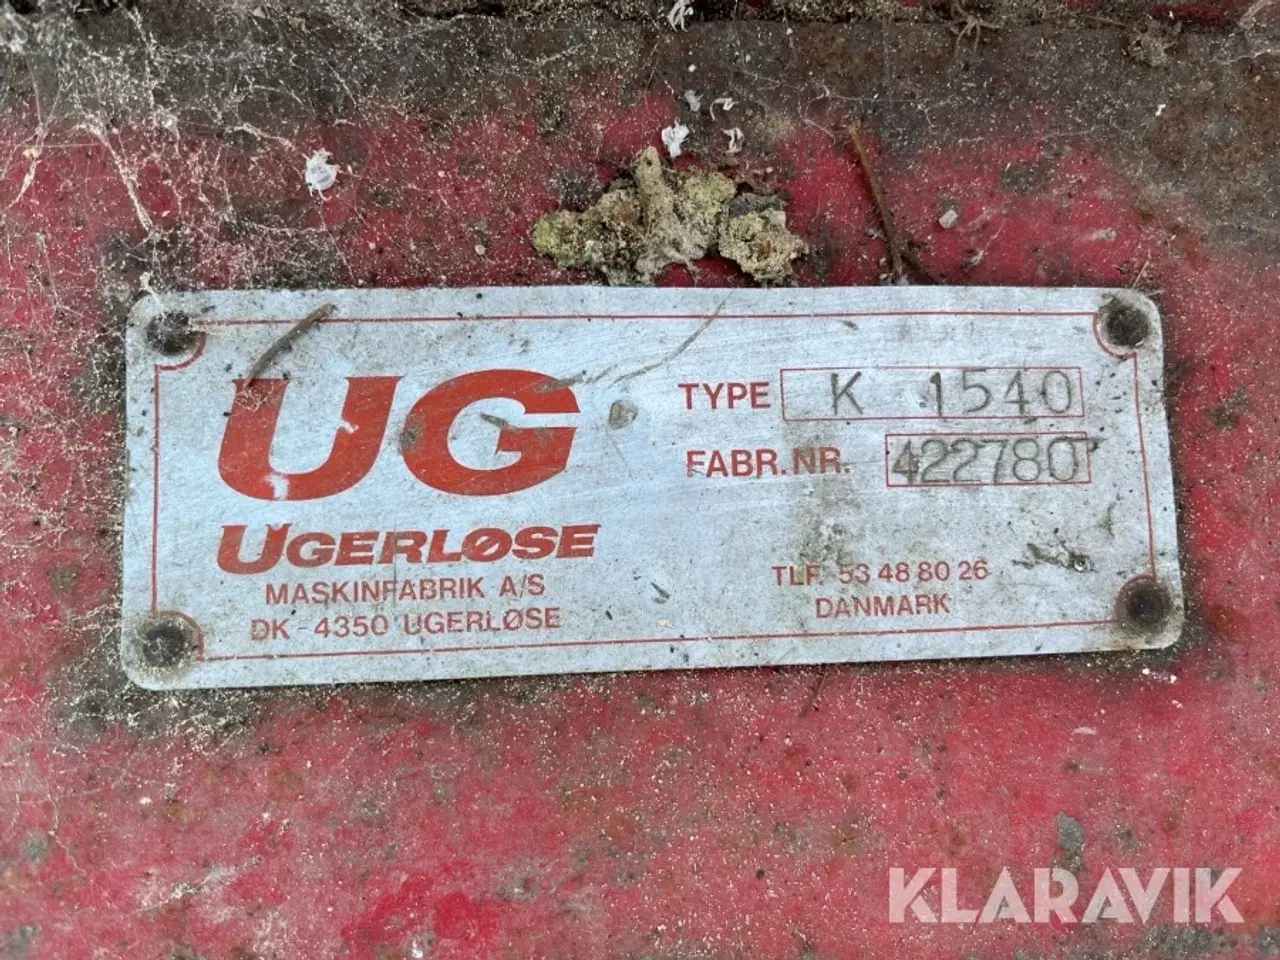 UG
UGERLØSE
MASKINFABRIK A/S
DK 4350 UGERLØSE
TYPE K 1540
FABR. NR. 422780
TLF. 53 48 80 26
DANMARK
KLARAVIK